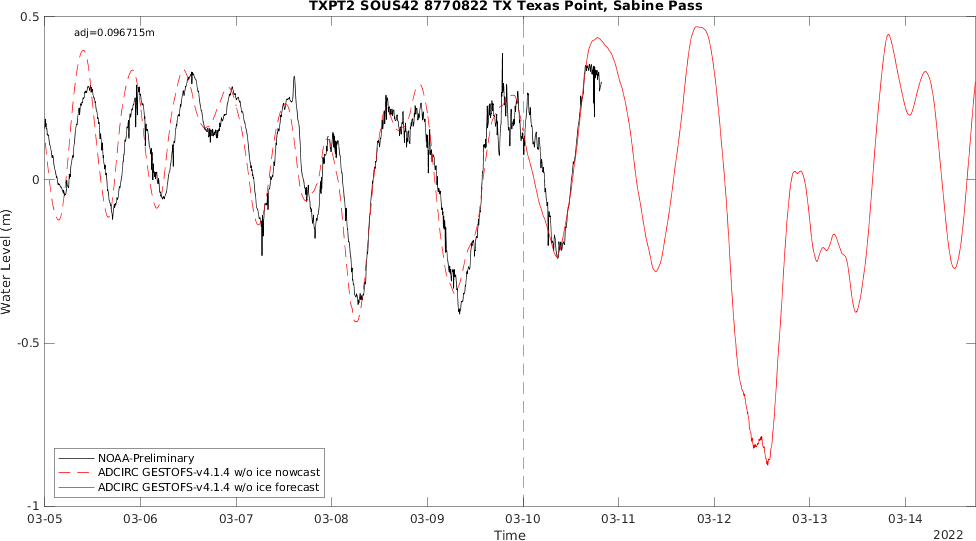 TXPT2 SOUS42 8770822 TX Texas Point, Sabine Pass
adj=0.096715m
0.5
0
-0.5
-1
Water Level (m)
NOAA-Preliminary
ADCIRC GESTOFS-v4.1.4 w/o ice nowcast
ADCIRC GESTOFS-v4.1.4 w/o ice forecast
03-05 03-06 03-07 03-08 03-09 03-10 03-11 03-12 03-13 03-14
Time
2022